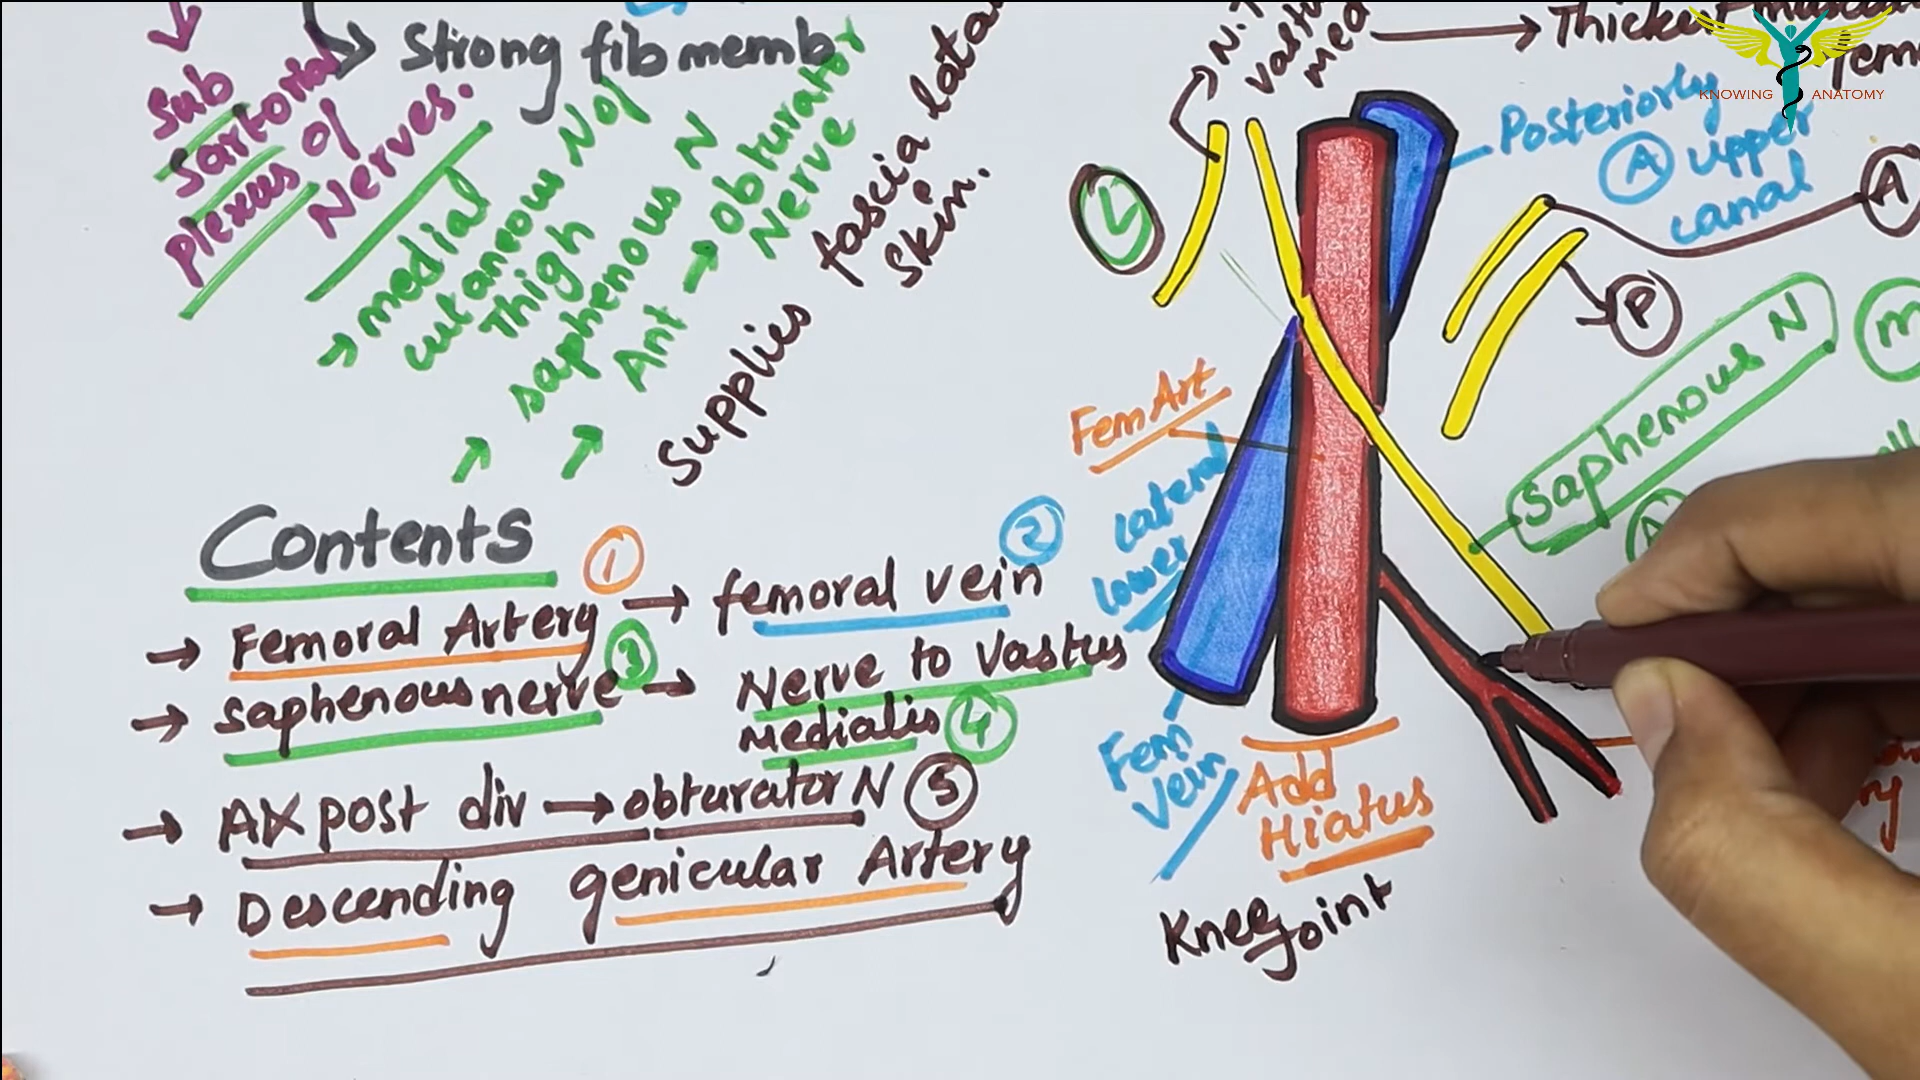 Sub
Sartorial
plexus of
Nerves.
Strong fib memb
→ medial
cutaneous N of
Thigh
→ saphenous N
→ Ant → obturator
Nerve
Supplies fascia lata
&
Skin.
Contents
→ Femoral Artery ① → femoral vein ②
→ saphenous nerve ③ → Nerve to Vastus
Medialis ④
→ AX post div → obturator N ⑤
→ Descending genicular Artery
L
Posteriorly
A upper
canal
A
P
saphenous N
m
Fem Art
Lateral
Lower
Fem
Vein
Add
Hiatus
Knee Joint
KNOWING ANATOMY